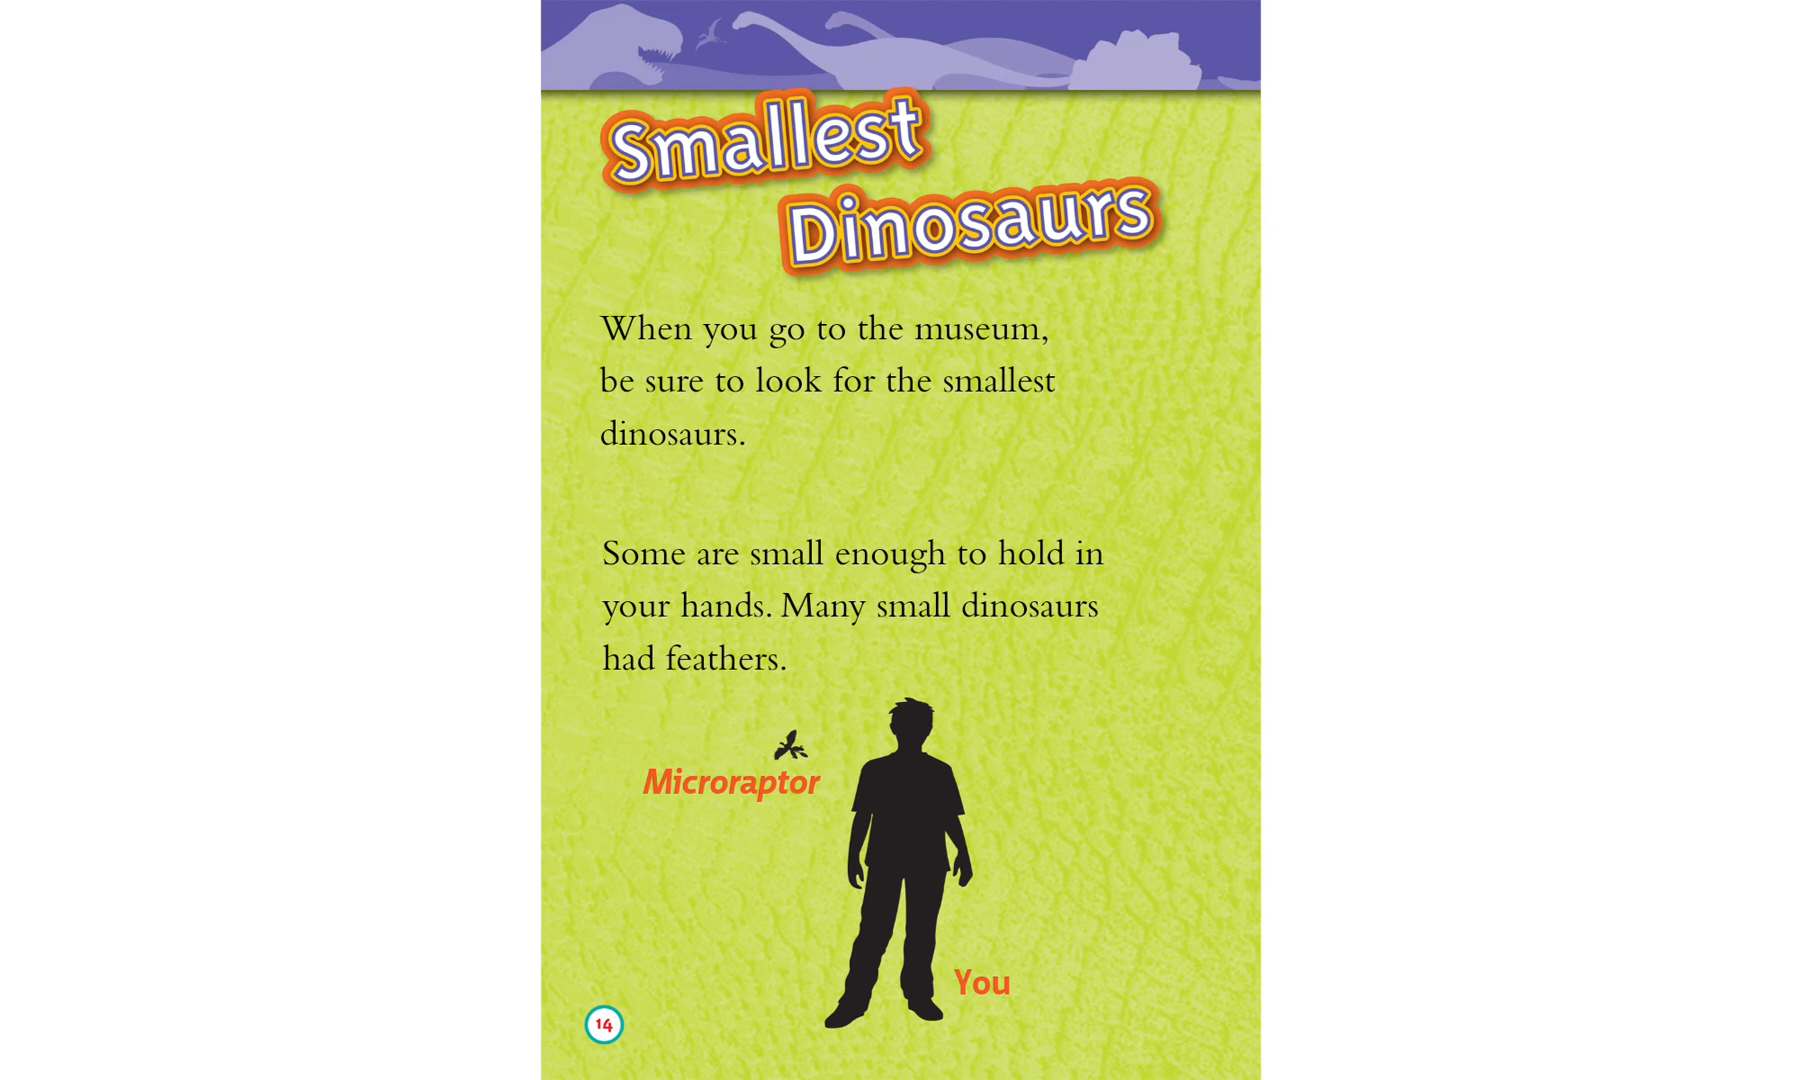 Smallest
Dinosaurs
When you go to the museum,
be sure to look for the smallest
dinosaurs.
Some are small enough to hold in
your hands. Many small dinosaurs
had feathers.
Microraptor
You
14